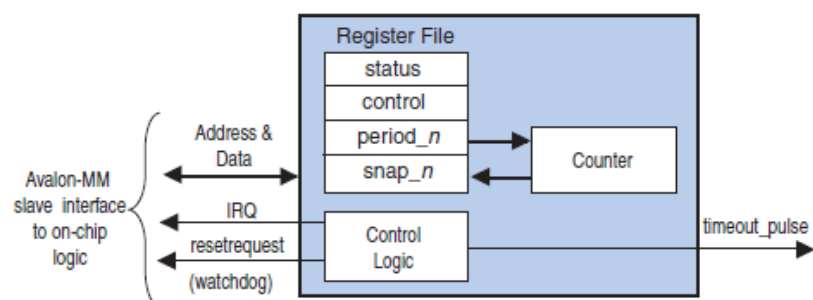 Register File
status
control
period_n
snap_n
Counter
Address &
Data
Avalon-MM
slave interface
to on-chip
logic
IRQ
resetrequest
(watchdog)
Control
Logic
timeout_pulse